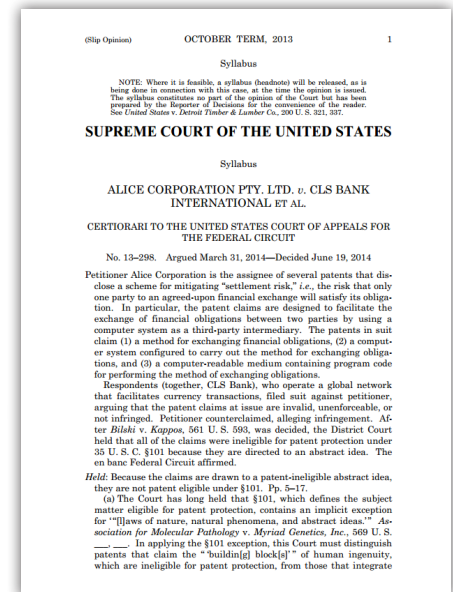 (Slip Opinion) OCTOBER TERM, 2013 1
Syllabus
NOTE: Where it is feasible, a syllabus (headnote) will be released, as is
being done in connection with this case, at the time the opinion is issued.
The syllabus constitutes no part of the opinion of the Court but has been
prepared by the Reporter of Decisions for the convenience of the reader.
See United States v. Detroit Timber & Lumber Co., 200 U. S. 321, 337.
SUPREME COURT OF THE UNITED STATES
Syllabus
ALICE CORPORATION PTY. LTD. v. CLS BANK
INTERNATIONAL ET AL.
CERTIORARI TO THE UNITED STATES COURT OF APPEALS FOR
THE FEDERAL CIRCUIT
No. 13–298. Argued March 31, 2014—Decided June 19, 2014
Petitioner Alice Corporation is the assignee of several patents that dis-
close a scheme for mitigating “settlement risk,” i.e., the risk that only
one party to an agreed-upon financial exchange will satisfy its obliga-
tion. In particular, the patent claims are designed to facilitate the
exchange of financial obligations between two parties by using a
computer system as a third-party intermediary. The patents in suit
claim (1) a method for exchanging financial obligations, (2) a comput-
er system configured to carry out the method for exchanging obliga-
tions, and (3) a computer-readable medium containing program code
for performing the method of exchanging obligations.
Respondents (together, CLS Bank), who operate a global network
that facilitates currency transactions, filed suit against petitioner,
arguing that the patent claims at issue are invalid, unenforceable, or
not infringed. Petitioner counterclaimed, alleging infringement. Af-
ter Bilski v. Kappos, 561 U. S. 593, was decided, the District Court
held that all of the claims were ineligible for patent protection under
35 U. S. C. §101 because they are directed to an abstract idea. The
en banc Federal Circuit affirmed.
Held: Because the claims are drawn to a patent-ineligible abstract idea,
they are not patent eligible under §101. Pp. 5–17.
(a) The Court has long held that §101, which defines the subject
matter eligible for patent protection, contains an implicit exception
for ‘“[l]aws of nature, natural phenomena, and abstract ideas.’” As-
sociation for Molecular Pathology v. Myriad Genetics, Inc., 569 U. S.
___, ___. In applying the §101 exception, this Court must distinguish
patents that claim the “ ‘buildin[g] block[s]’ ” of human ingenuity,
which are ineligible for patent protection, from those that integrate